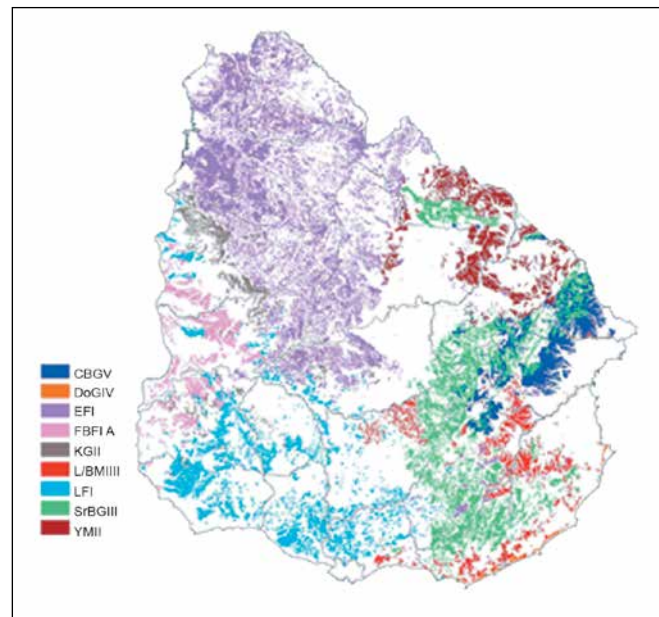 CBGV
DoGIV
EFI
FBFI A
KGII
L/BMIIII
LFI
SrBGIII
YMII